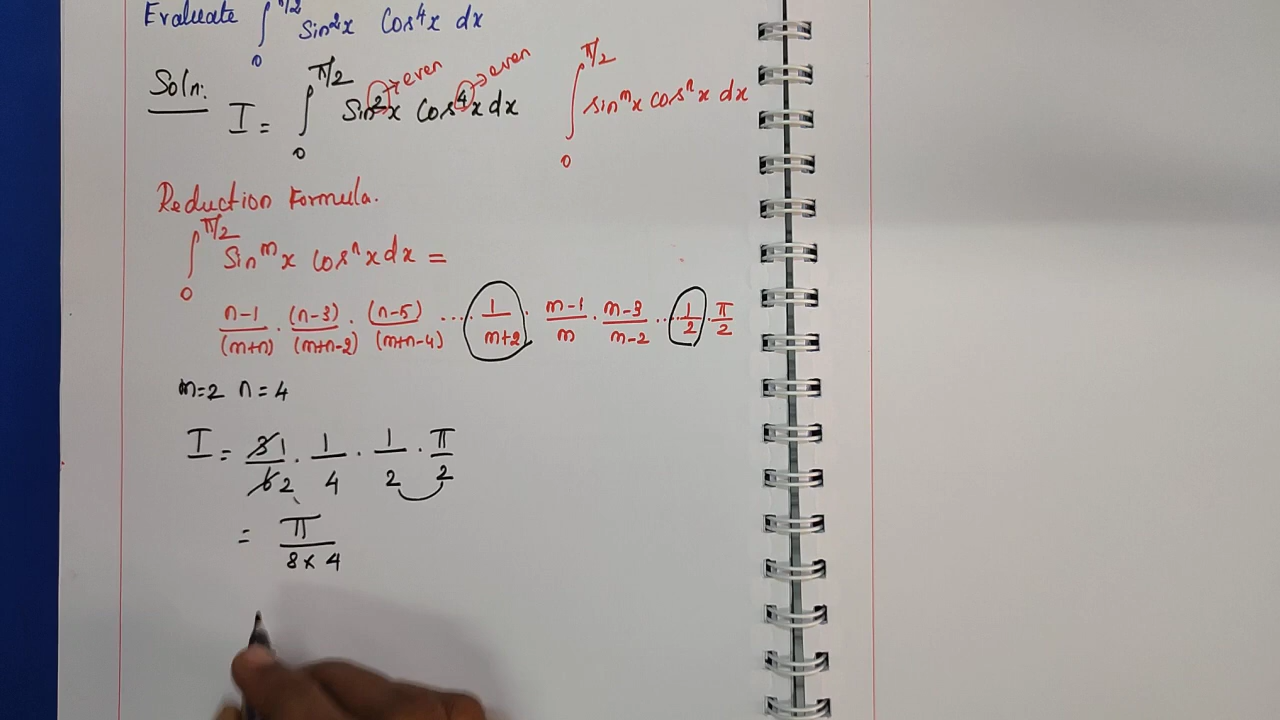 Evaluate ∫₀^π/2 Sin²x Cos⁴x dx
Soln: I = ∫₀^π/2 Sin²x Cos⁴x dx → even → even ∫₀^π/2 sinᵐx cosⁿx dx
Reduction Formula.
∫₀^π/2 Sinᵐx cosⁿx dx =
n-1/(m+n) . (n-3)/(m+n-2) . (n-5)/(m+n-4) .... 1/m+2 . m-1/m . m-3/m-2 ... 1/2 . π/2
m=2 n=4
I = 3 1/6 2 . 1/4 . 1/2 . π/2
= π/8×4